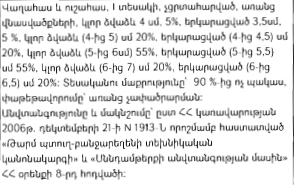 Վաղահաս և ուշահաս, I տեսակի, չցրտահարված, առանց
վնասվածքների, կլոր ձվաձև 4 սմ, 5%, երկարացված 3,5սմ,
5 %, կլոր ձվաձև (4-ից 5) սմ 20%, երկարացված (4-ից 4,5) սմ
20%, կլոր ձվաձև (5-ից 6սմ) 55%, երկարացված (5-ից 5,5)
սմ 55%, կլոր ձվաձև (6-ից 7) սմ 20%, երկարացված (6-ից
6,5) սմ 20%: Տեսականու մաքրությունը` 90 %-ից ոչ պակաս,
փաթեթավորումը` առանց չափածրարման:
Անվտանգությունը և մակնշումը` ըստ ՀՀ կառավարության
2006թ. դեկտեմբերի 21-ի N 1913-Ն որոշմամբ հաստատված
«Թարմ պտուղ-բանջարեղենի տեխնիկական
կանոնակարգի» և «Սննդամթերքի անվտանգության մասին»
ՀՀ օրենքի 8-րդ հոդվածի: